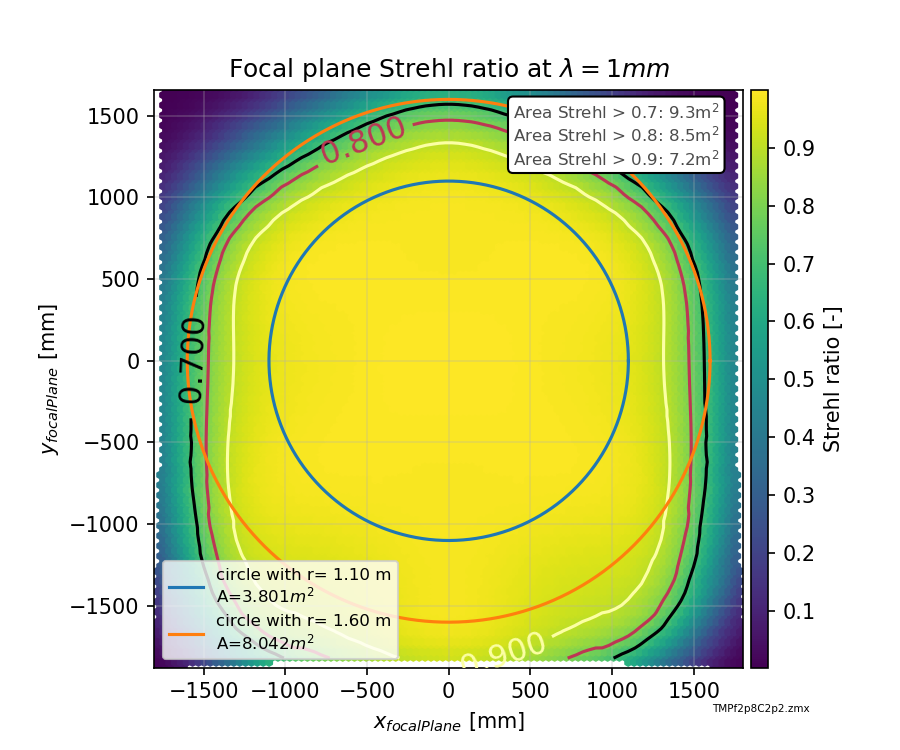 Focal plane Strehl ratio at λ = 1mm
Area Strehl > 0.7: 9.3m²
Area Strehl > 0.8: 8.5m²
Area Strehl > 0.9: 7.2m²
0.800
0.700
0.900
1500
1000
500
0
−500
−1000
−1500
y_focalPlane [mm]
circle with r= 1.10 m
A=3.801m²
circle with r= 1.60 m
A=8.042m²
−1500 −1000 −500 0 500 1000 1500
x_focalPlane [mm]
0.9
0.8
0.7
0.6
0.5
0.4
0.3
0.2
0.1
Strehl ratio [-]
TMPf2p8C2p2.zmx